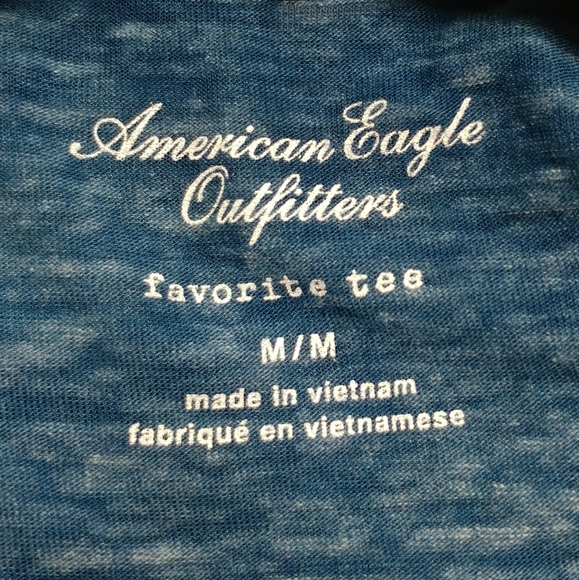 American Eagle
Outfitters
favorite tee
M/M
made in vietnam
fabriqué en vietnamese